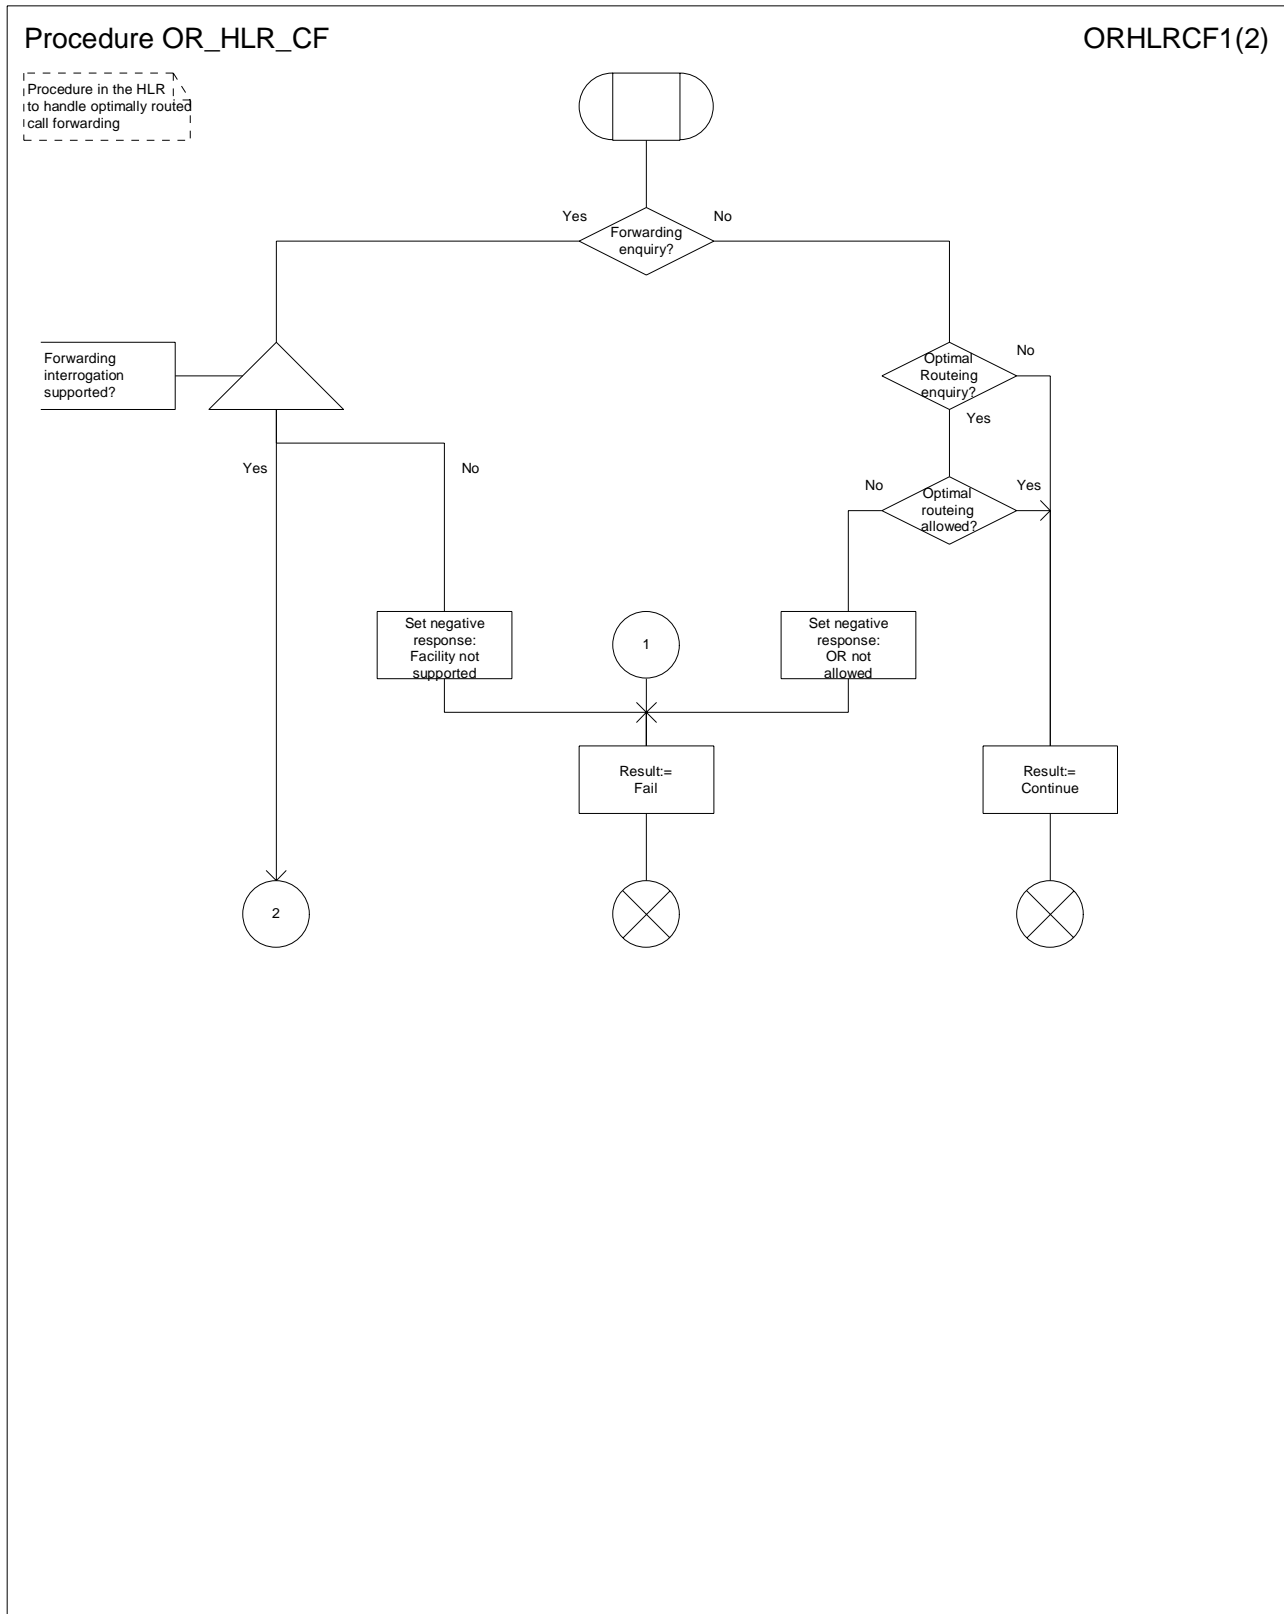 Procedure OR_HLR_CF
ORHLRCF1(2)
Procedure in the HLR
to handle optimally routed
call forwarding
Yes
No
Forwarding
enquiry?
Forwarding
interrogation
supported?
Optimal
Routeing
enquiry?
No
Yes
Yes
No
No
Yes
Optimal
routeing
allowed?
Set negative
response:
Facility not
supported
1
Set negative
response:
OR not
allowed
Result:=
Fail
Result:=
Continue
2